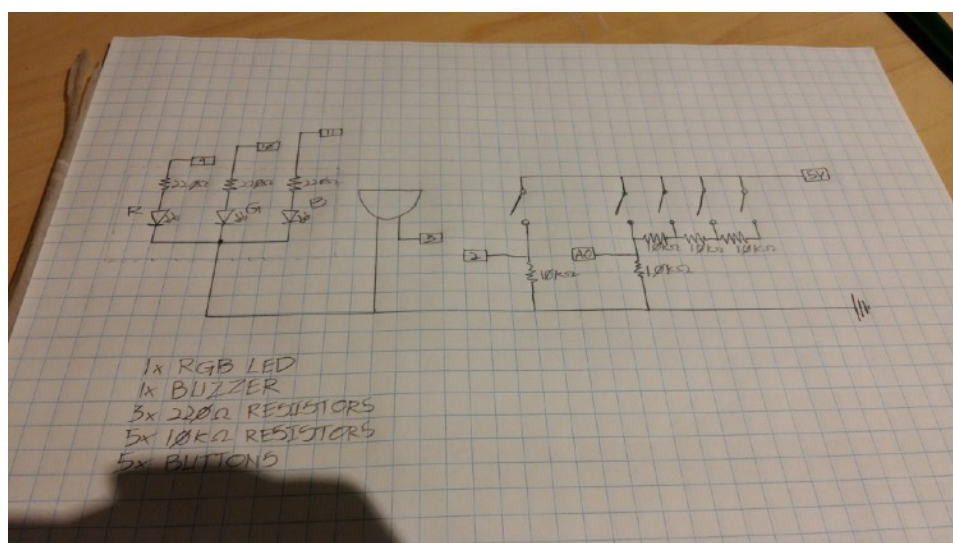 9 10 11
220Ω 220Ω 220Ω
R G B
5V
3
2 A0
10KΩ 10KΩ 10KΩ
10KΩ 10KΩ
1x RGB LED
1x BUZZER
3x 220Ω RESISTORS
5x 10KΩ RESISTORS
5x BUTTONS